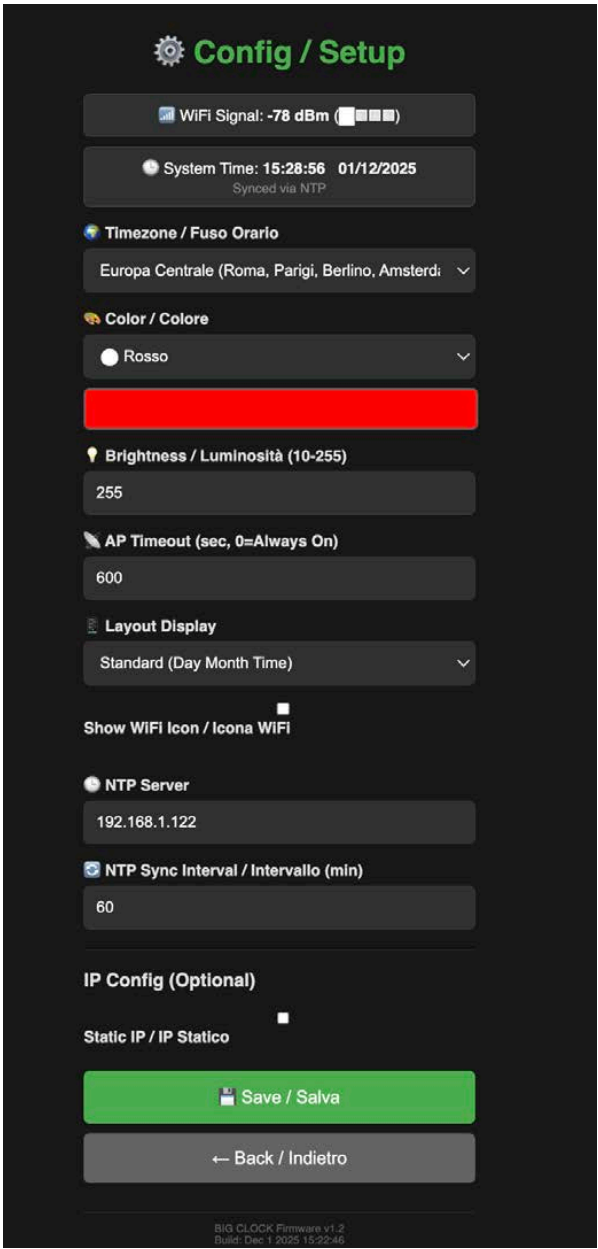 Config / Setup
WiFi Signal: -78 dBm ( )
System Time: 15:28:56 01/12/2025
Synced via NTP
Timezone / Fuso Orario
Europa Centrale (Roma, Parigi, Berlino, Amsterda
Color / Colore
Rosso
Brightness / Luminosità (10-255)
255
AP Timeout (sec, 0=Always On)
600
Layout Display
Standard (Day Month Time)
Show WiFi Icon / Icona WiFi
NTP Server
192.168.1.122
NTP Sync Interval / Intervallo (min)
60
IP Config (Optional)
Static IP / IP Statico
Save / Salva
← Back / Indietro
BIG CLOCK Firmware v1.2
Build: Dec 1 2025 15:22:46